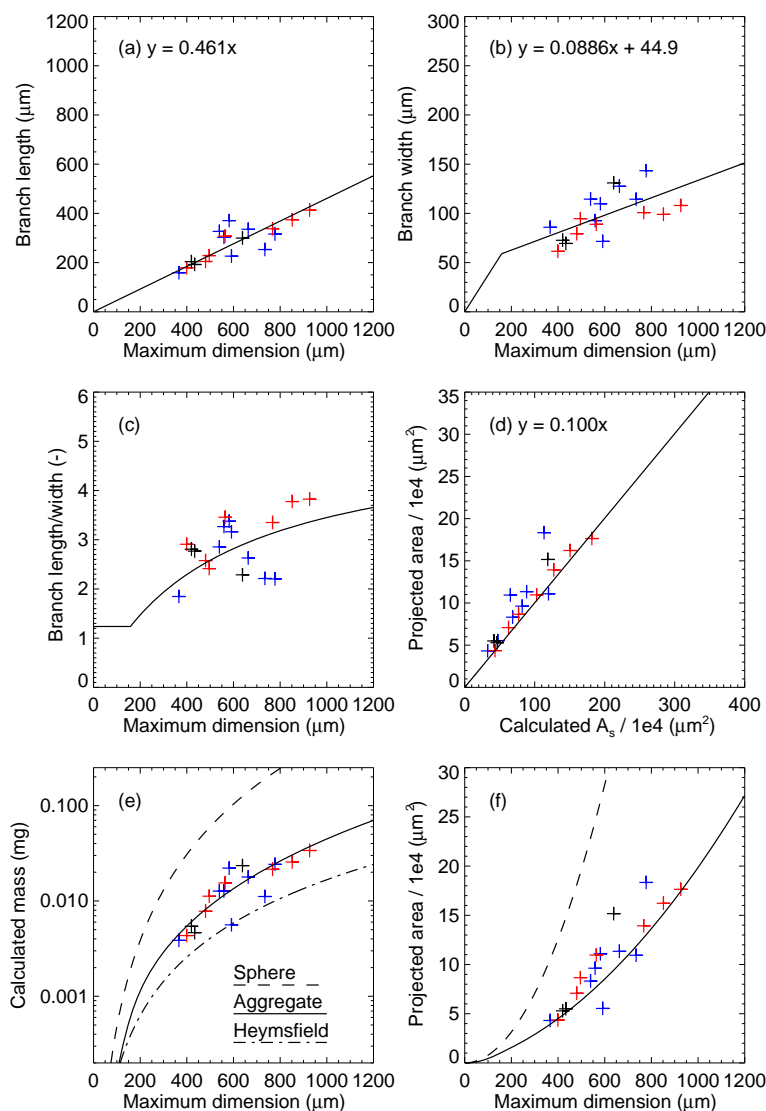 (a) y = 0.461x
Branch length (μm)
1200
1000
800
600
400
200
0
0 200 400 600 800 1000 1200
Maximum dimension (μm)
(b) y = 0.0886x + 44.9
Branch width (μm)
300
250
200
150
100
50
0
0 200 400 600 800 1000 1200
Maximum dimension (μm)
(c)
Branch length/width (-)
6
5
4
3
2
1
0
0 200 400 600 800 1000 1200
Maximum dimension (μm)
(d) y = 0.100x
Projected area / 1e4 (μm²)
35
30
25
20
15
10
5
0
0 100 200 300 400
Calculated Aₛ / 1e4 (μm²)
(e)
Calculated mass (mg)
0.100
0.010
0.001
Sphere
Aggregate
Heymsfield
0 200 400 600 800 1000 1200
Maximum dimension (μm)
(f)
Projected area / 1e4 (μm²)
30
25
20
15
10
5
0
0 200 400 600 800 1000 1200
Maximum dimension (μm)